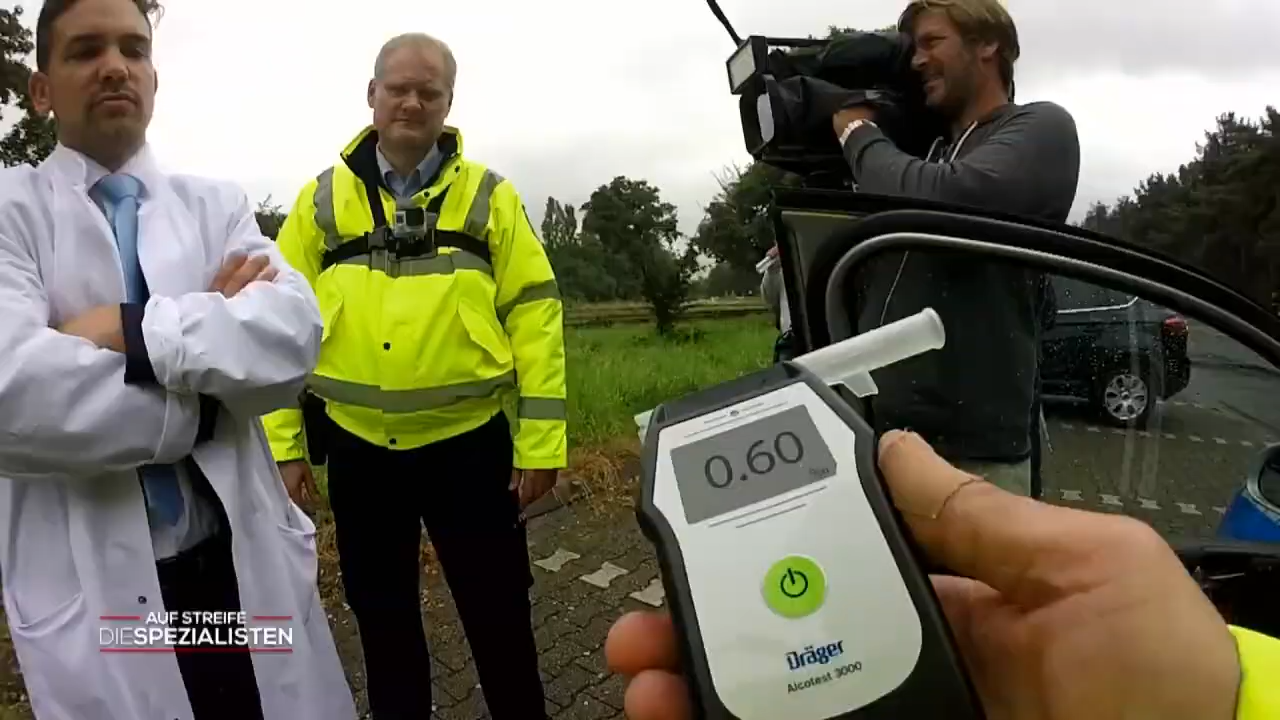 0.60
‰
Dräger
Alcotest 3000
AUF STREIFE
DIE SPEZIALISTEN